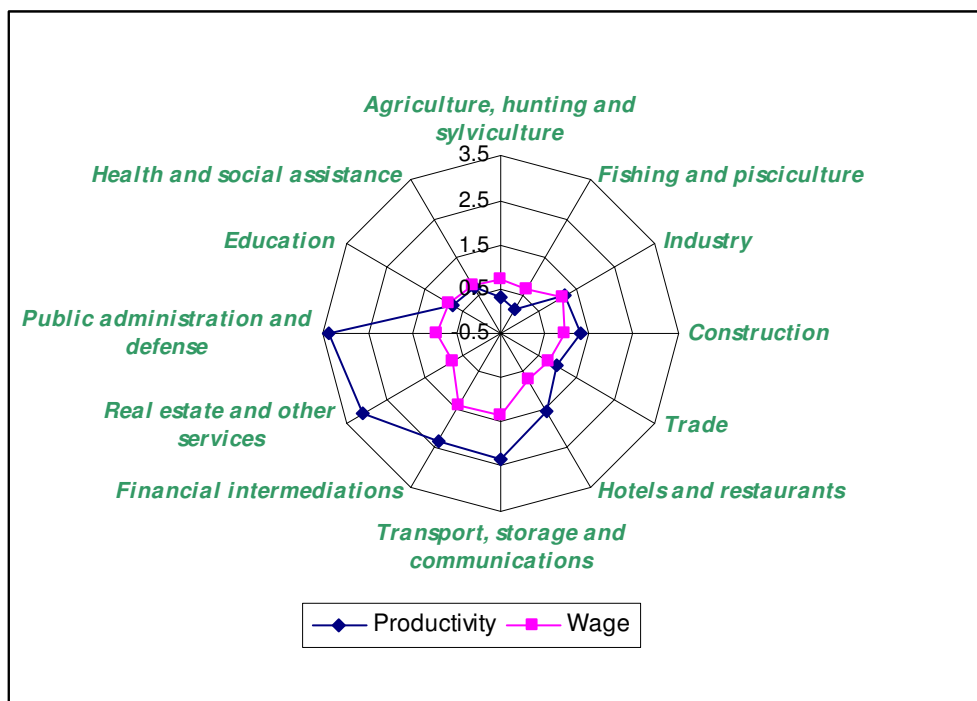 Agriculture, hunting and
sylviculture
3.5
Health and social assistance
Fishing and pisciculture
2.5
Education
Industry
1.5
0.5
Public administration and
defense
-0.5
Construction
Real estate and other
services
Trade
Financial intermediations
Hotels and restaurants
Transport, storage and
communications
Productivity Wage